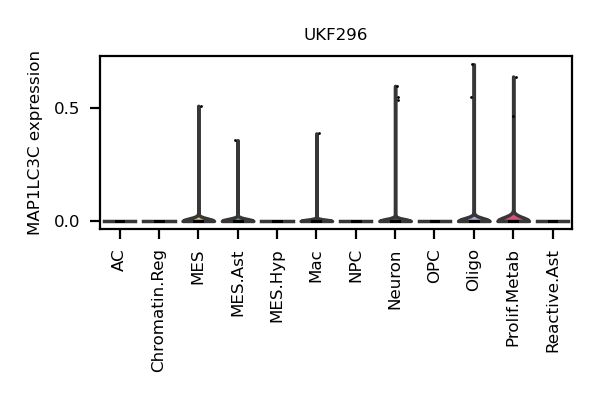 UKF296
MAP1LC3C expression
0.5
0.0
AC
Chromatin.Reg
MES
MES.Ast
MES.Hyp
Mac
NPC
Neuron
OPC
Oligo
Prolif.Metab
Reactive.Ast